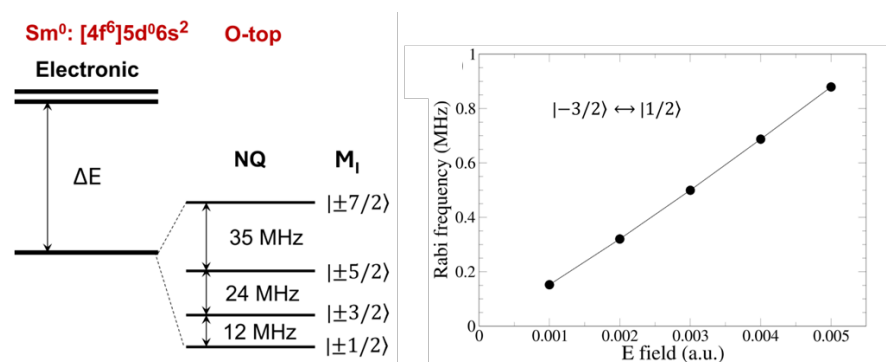 Sm⁰: [4f⁶]5d⁰6s² O-top
Electronic
ΔE
NQ M_I
|±7/2⟩
35 MHz
|±5/2⟩
24 MHz
|±3/2⟩
12 MHz
|±1/2⟩
Rabi frequency (MHz)
1
0.8
0.6
0.4
0.2
0
|−3/2⟩ ↔ |1/2⟩
0 0.001 0.002 0.003 0.004 0.005
E field (a.u.)